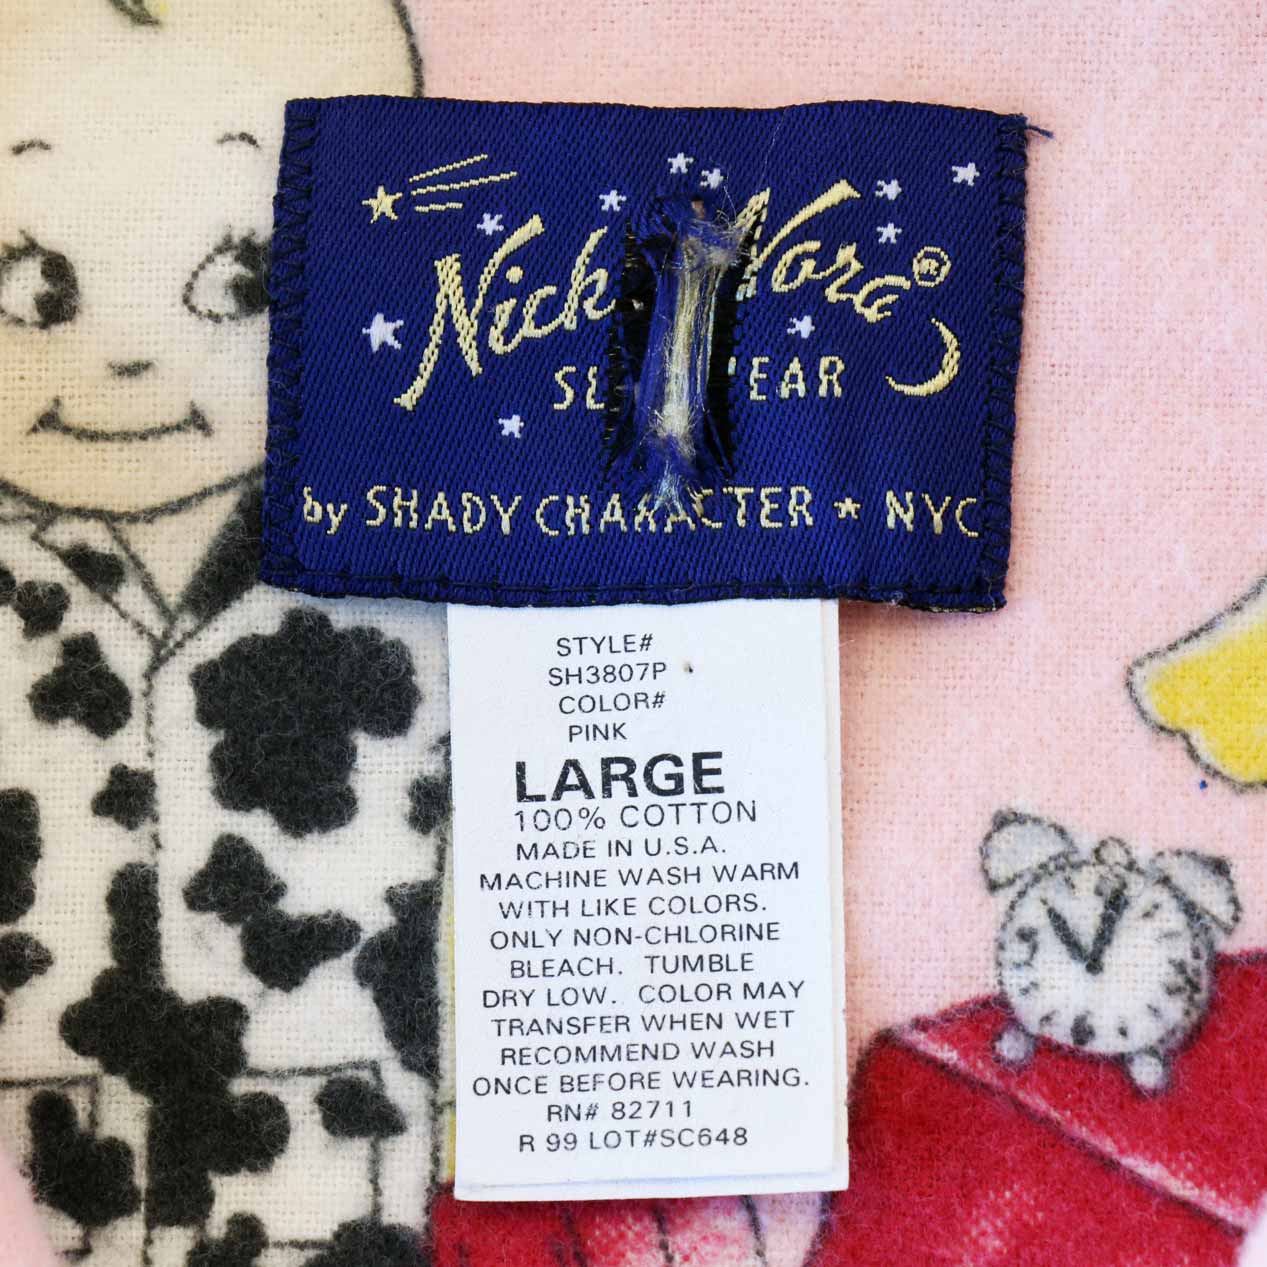 Nick Ware®
by SHADY CHARACTER ★ NYC
STYLE#
SH3807P
COLOR#
PINK
LARGE
100% COTTON
MADE IN U.S.A.
MACHINE WASH WARM
WITH LIKE COLORS.
ONLY NON-CHLORINE
BLEACH. TUMBLE
DRY LOW. COLOR MAY
TRANSFER WHEN WET
RECOMMEND WASH
ONCE BEFORE WEARING.
RN# 82711
R 99 LOT#SC648